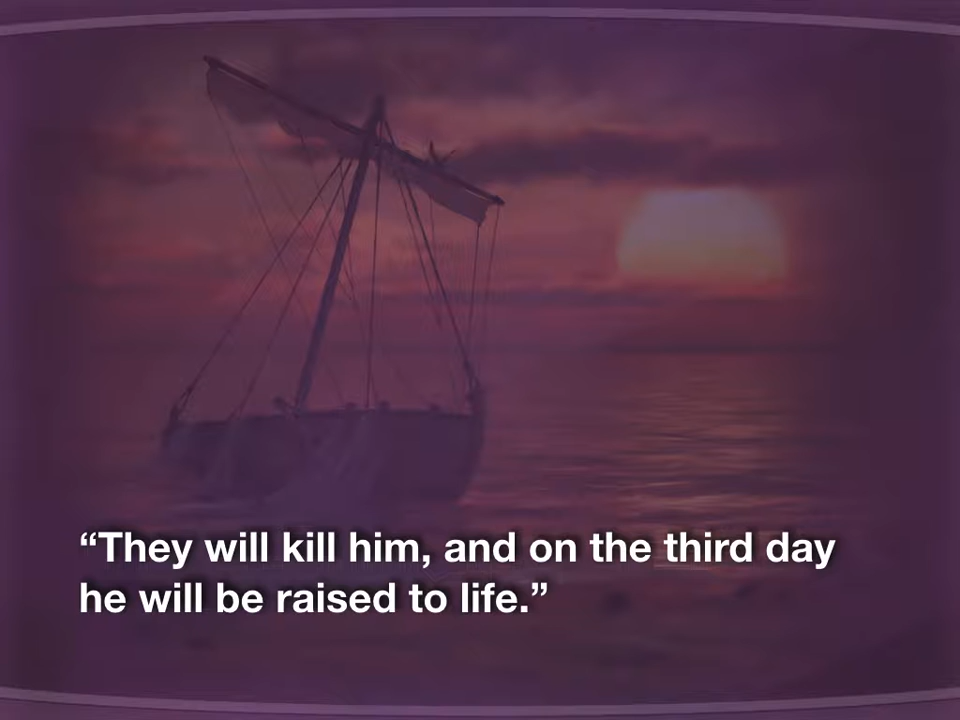 “They will kill him, and on the third day
he will be raised to life.”